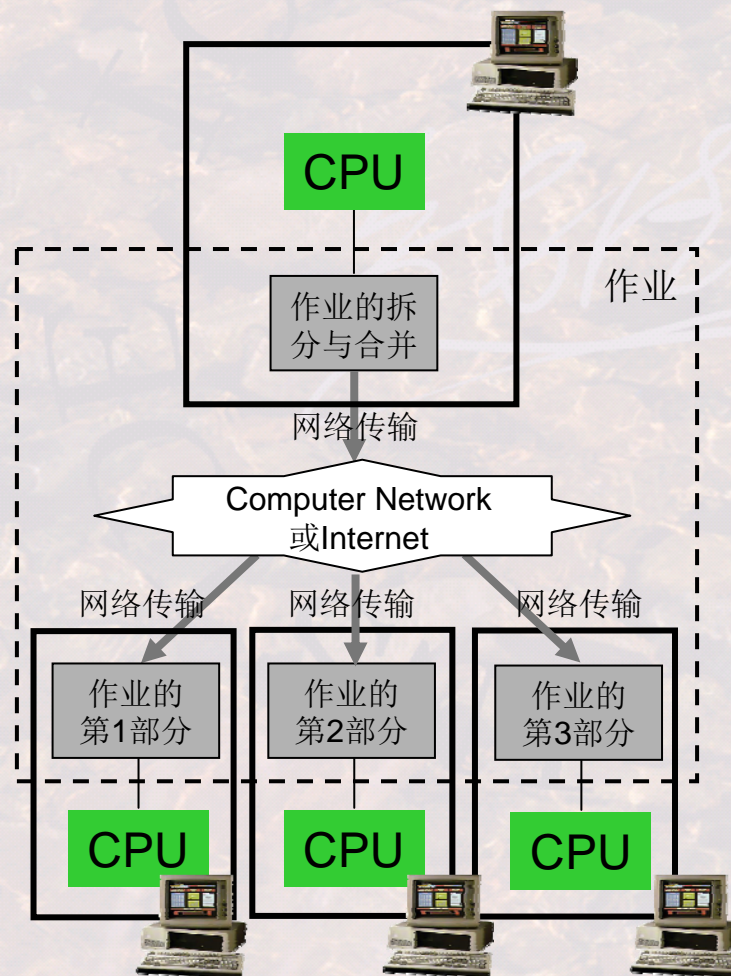 CPU
作业
作业的拆
分与合并
网络传输
Computer Network
或Internet
网络传输
网络传输
网络传输
作业的
第1部分
作业的
第2部分
作业的
第3部分
CPU
CPU
CPU